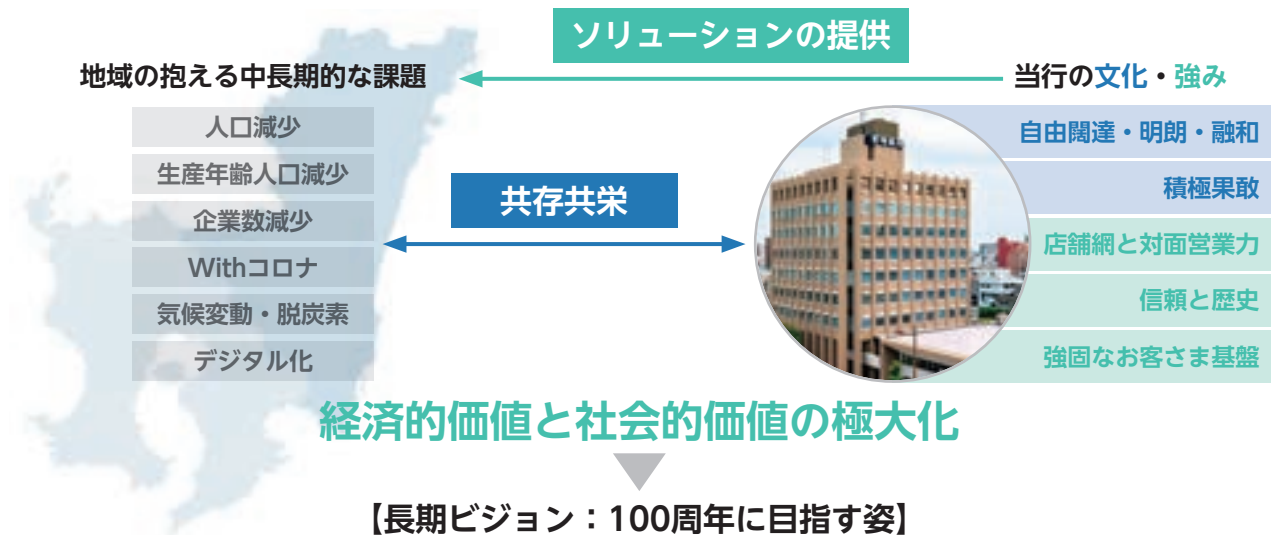 ソリューションの提供
地域の抱える中長期的な課題
当行の文化・強み
人口減少
生産年齢人口減少
企業数減少
Withコロナ
気候変動・脱炭素
デジタル化
共存共栄
自由闊達・明朗・融和
積極果敢
店舗網と対面営業力
信頼と歴史
強固なお客さま基盤
経済的価値と社会的価値の極大化
【長期ビジョン：100周年に目指す姿】